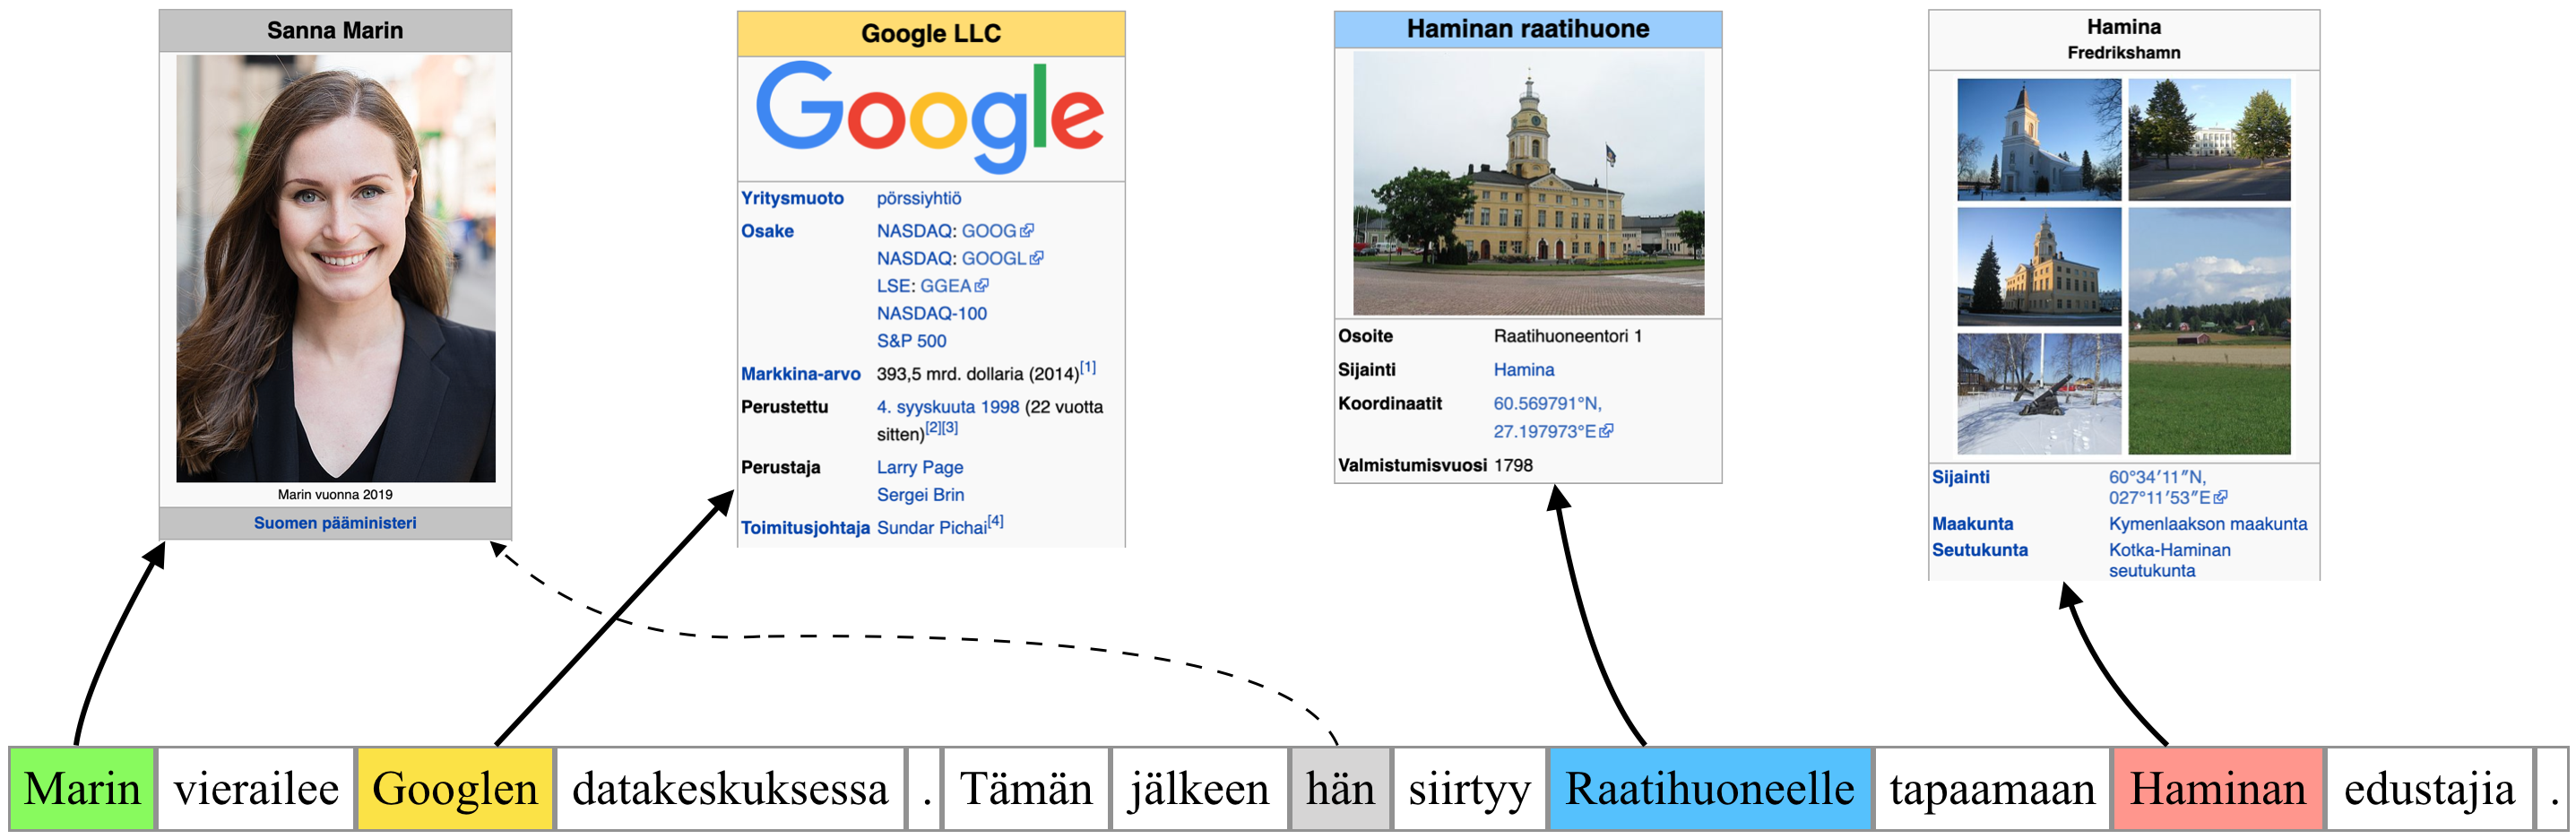 Sanna Marin
Marin vuonna 2019
Suomen pääministeri
Google LLC
Google
Yritysmuoto pörssiyhtiö
Osake NASDAQ: GOOG
NASDAQ: GOOGL
LSE: GGEA
NASDAQ-100
S&P 500
Markkina-arvo 393,5 mrd. dollaria (2014)[1]
Perustettu 4. syyskuuta 1998 (22 vuotta
sitten)[2][3]
Perustaja Larry Page
Sergei Brin
Toimitusjohtaja Sundar Pichai[4]
Haminan raatihuone
Osoite Raatihuoneentori 1
Sijainti Hamina
Koordinaatit 60.569791°N,
27.197973°E
Valmistumisvuosi 1798
Hamina
Fredrikshamn
Sijainti 60°34′11″N,
027°11′53″E
Maakunta Kymenlaakson maakunta
Seutukunta Kotka-Haminan
seutukunta
Marin vierailee Googlen datakeskuksessa . Tämän jälkeen hän siirtyy Raatihuoneelle tapaamaan Haminan edustajia .